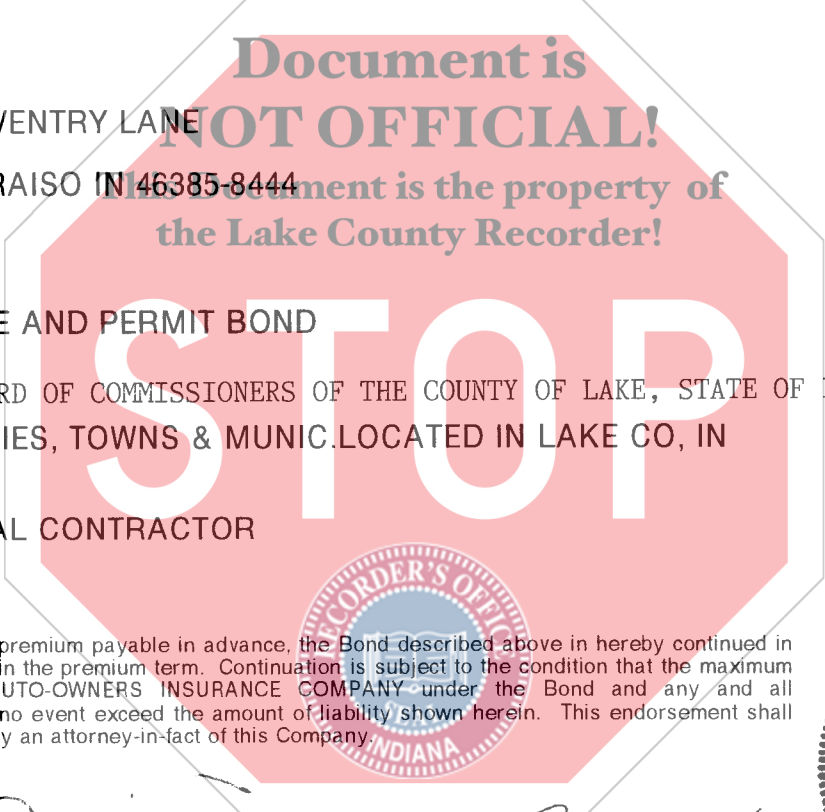 Document is
VENTRY LANE
NOT OFFICIAL!
RAISO IN 46385-8444
This Document is the property of
the Lake County Recorder!
E AND PERMIT BOND
STOP
RD OF COMMISSIONERS OF THE COUNTY OF LAKE, STATE OF
IES, TOWNS & MUNIC.LOCATED IN LAKE CO, IN
AL CONTRACTOR
RECORDER'S OFFICE
premium payable in advance, the Bond described above in hereby continued in
in the premium term. Continuation is subject to the condition that the maximum
UTO-OWNERS INSURANCE COMPANY under the Bond and any and all
no event exceed the amount of liability shown herein. This endorsement shall
y an attorney-in-fact of this Company.
INDIANA